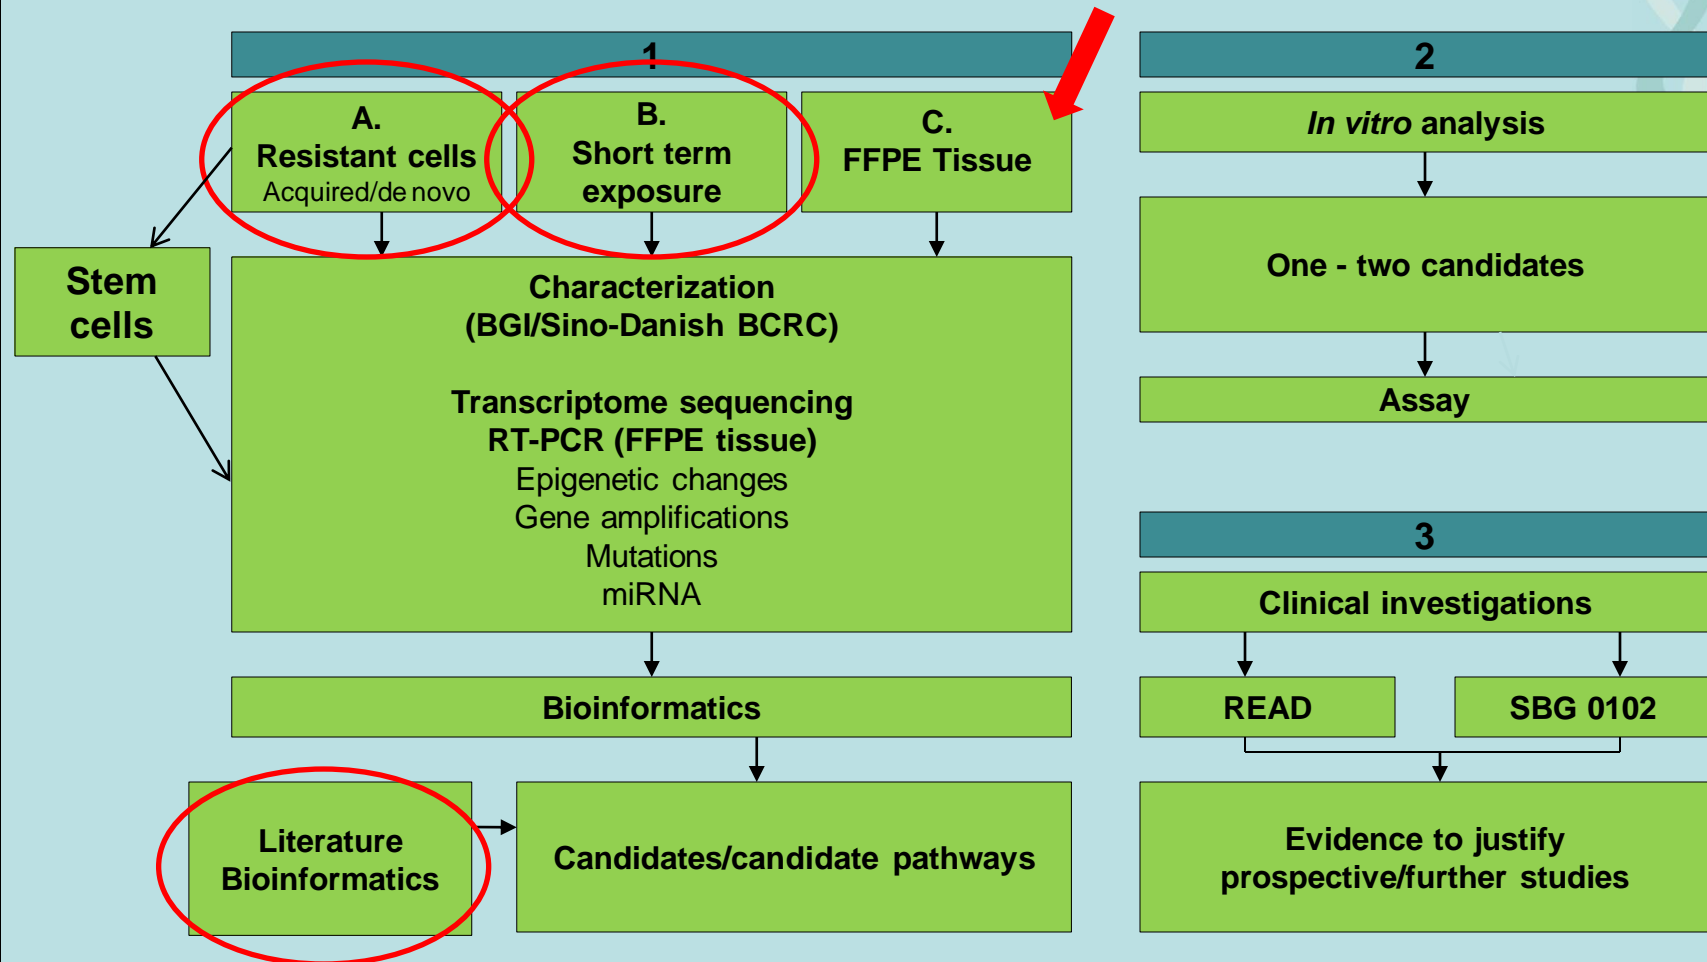 1
A.
Resistant cells
Acquired/de novo
B.
Short term
exposure
C.
FFPE Tissue
Stem
cells
Characterization
(BGI/Sino-Danish BCRC)
Transcriptome sequencing
RT-PCR (FFPE tissue)
Epigenetic changes
Gene amplifications
Mutations
miRNA
Bioinformatics
Literature
Bioinformatics
Candidates/candidate pathways
2
In vitro analysis
One - two candidates
Assay
3
Clinical investigations
READ
SBG 0102
Evidence to justify
prospective/further studies